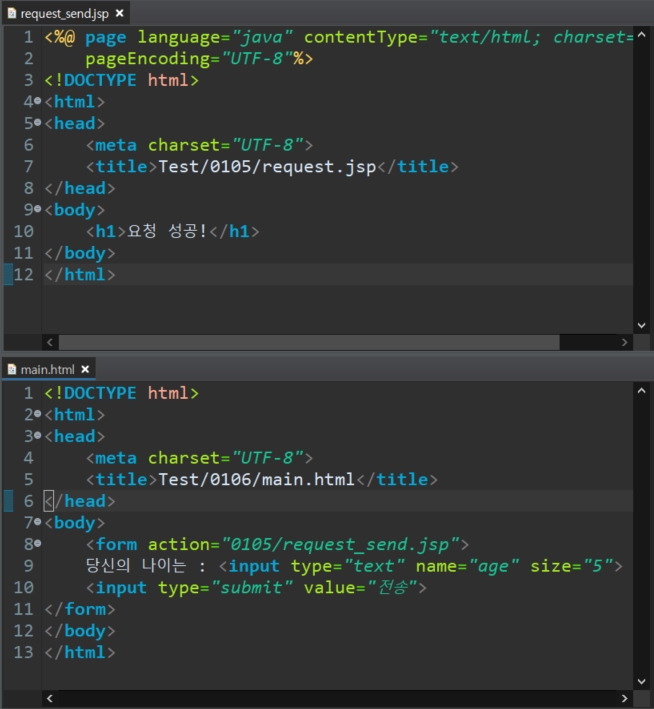 request_send.jsp
1 <%@ page language="java" contentType="text/html; charset=
2 pageEncoding="UTF-8"%>
3 <!DOCTYPE html>
4 <html>
5 <head>
6 <meta charset="UTF-8">
7 <title>Test/0105/request.jsp</title>
8 </head>
9 <body>
10 <h1>요청 성공!</h1>
11 </body>
12 </html>
main.html
1 <!DOCTYPE html>
2 <html>
3 <head>
4 <meta charset="UTF-8">
5 <title>Test/0106/main.html</title>
6 </head>
7 <body>
8 <form action="0105/request_send.jsp">
9 당신의 나이는 : <input type="text" name="age" size="5">
10 <input type="submit" value="전송">
11 </form>
12 </body>
13 </html>